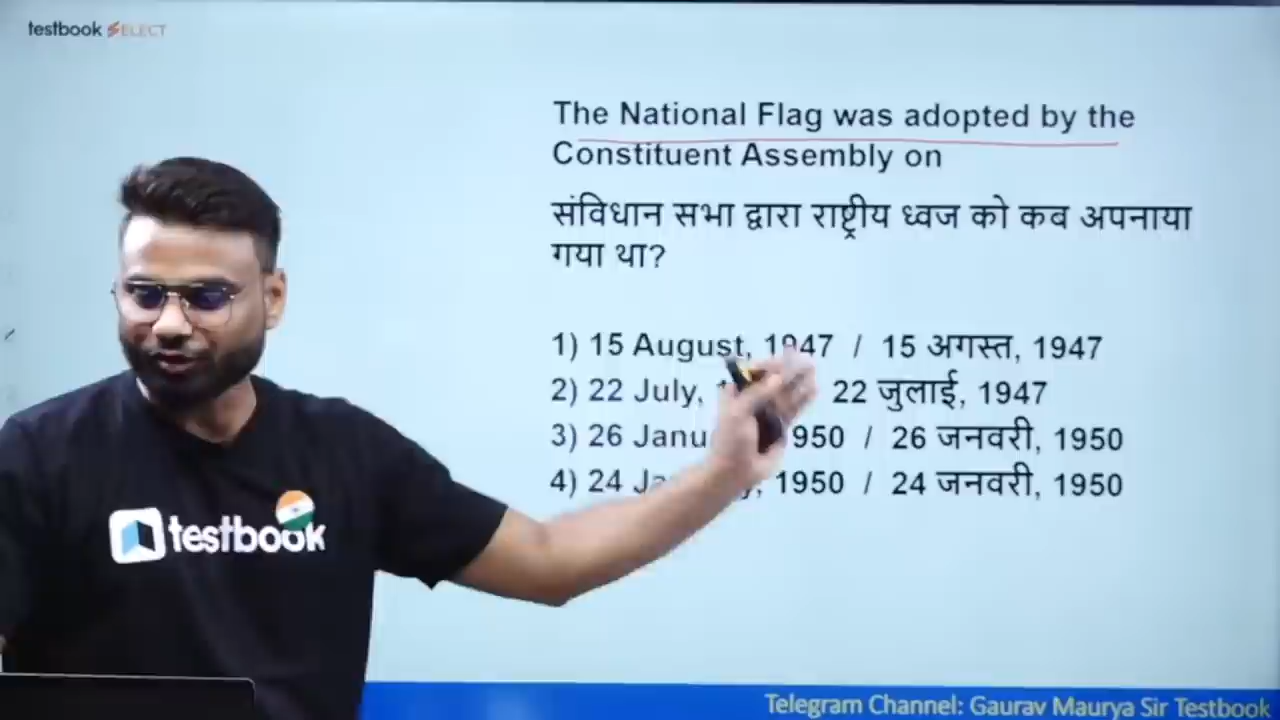 testbook SELECT
The National Flag was adopted by the
Constituent Assembly on
संविधान सभा द्वारा राष्ट्रीय ध्वज को कब अपनाया
गया था?
1) 15 August, 1947 / 15 अगस्त, 1947
2) 22 July, 22 जुलाई, 1947
3) 26 950 / 26 जनवरी, 1950
4) 24 1950 / 24 जनवरी, 1950
testbook
Telegram Channel: Gaurav Maurya Sir Testbook